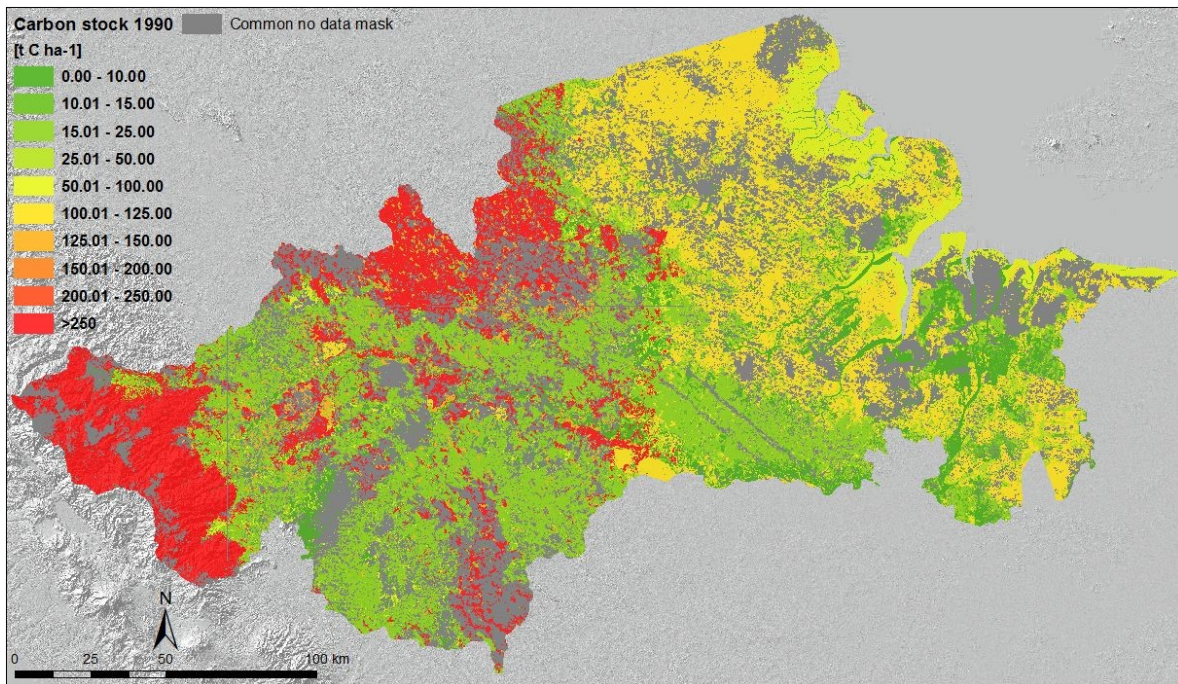 Carbon stock 1990 Common no data mask
[t C ha-1]
0.00 - 10.00
10.01 - 15.00
15.01 - 25.00
25.01 - 50.00
50.01 - 100.00
100.01 - 125.00
125.01 - 150.00
150.01 - 200.00
200.01 - 250.00
>250
N
0 25 50 100 km